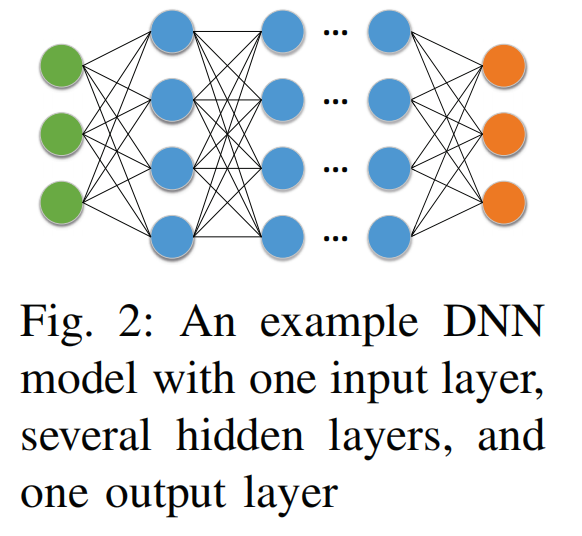 ... 
...
...
...
Fig. 2: An example DNN
model with one input layer,
several hidden layers, and
one output layer